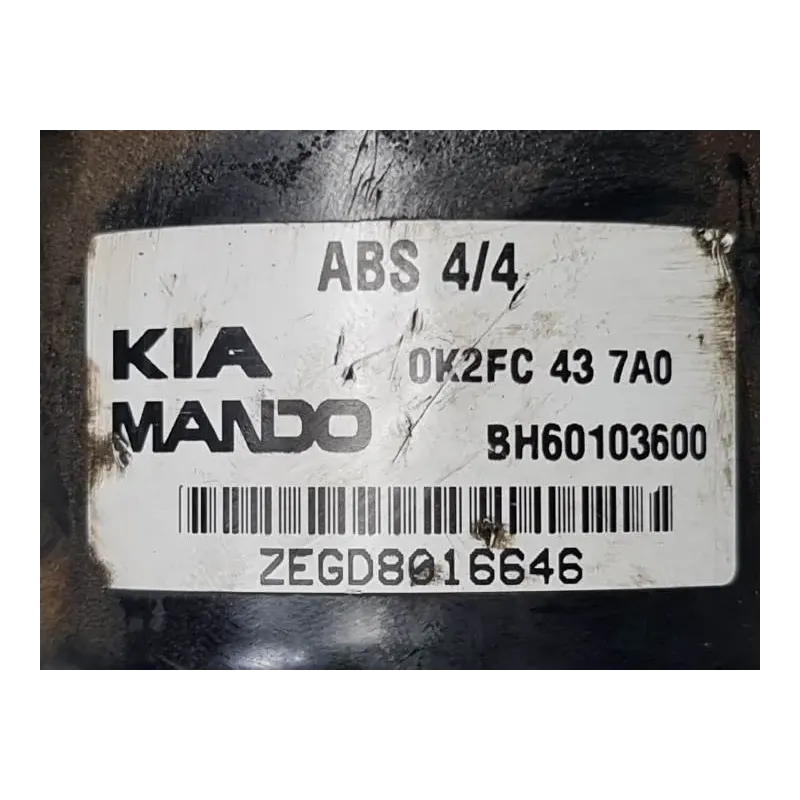 ABS 4/4
KIA 0K2FC 43 7A0
MANDO BH60103600
ZEGD8016646